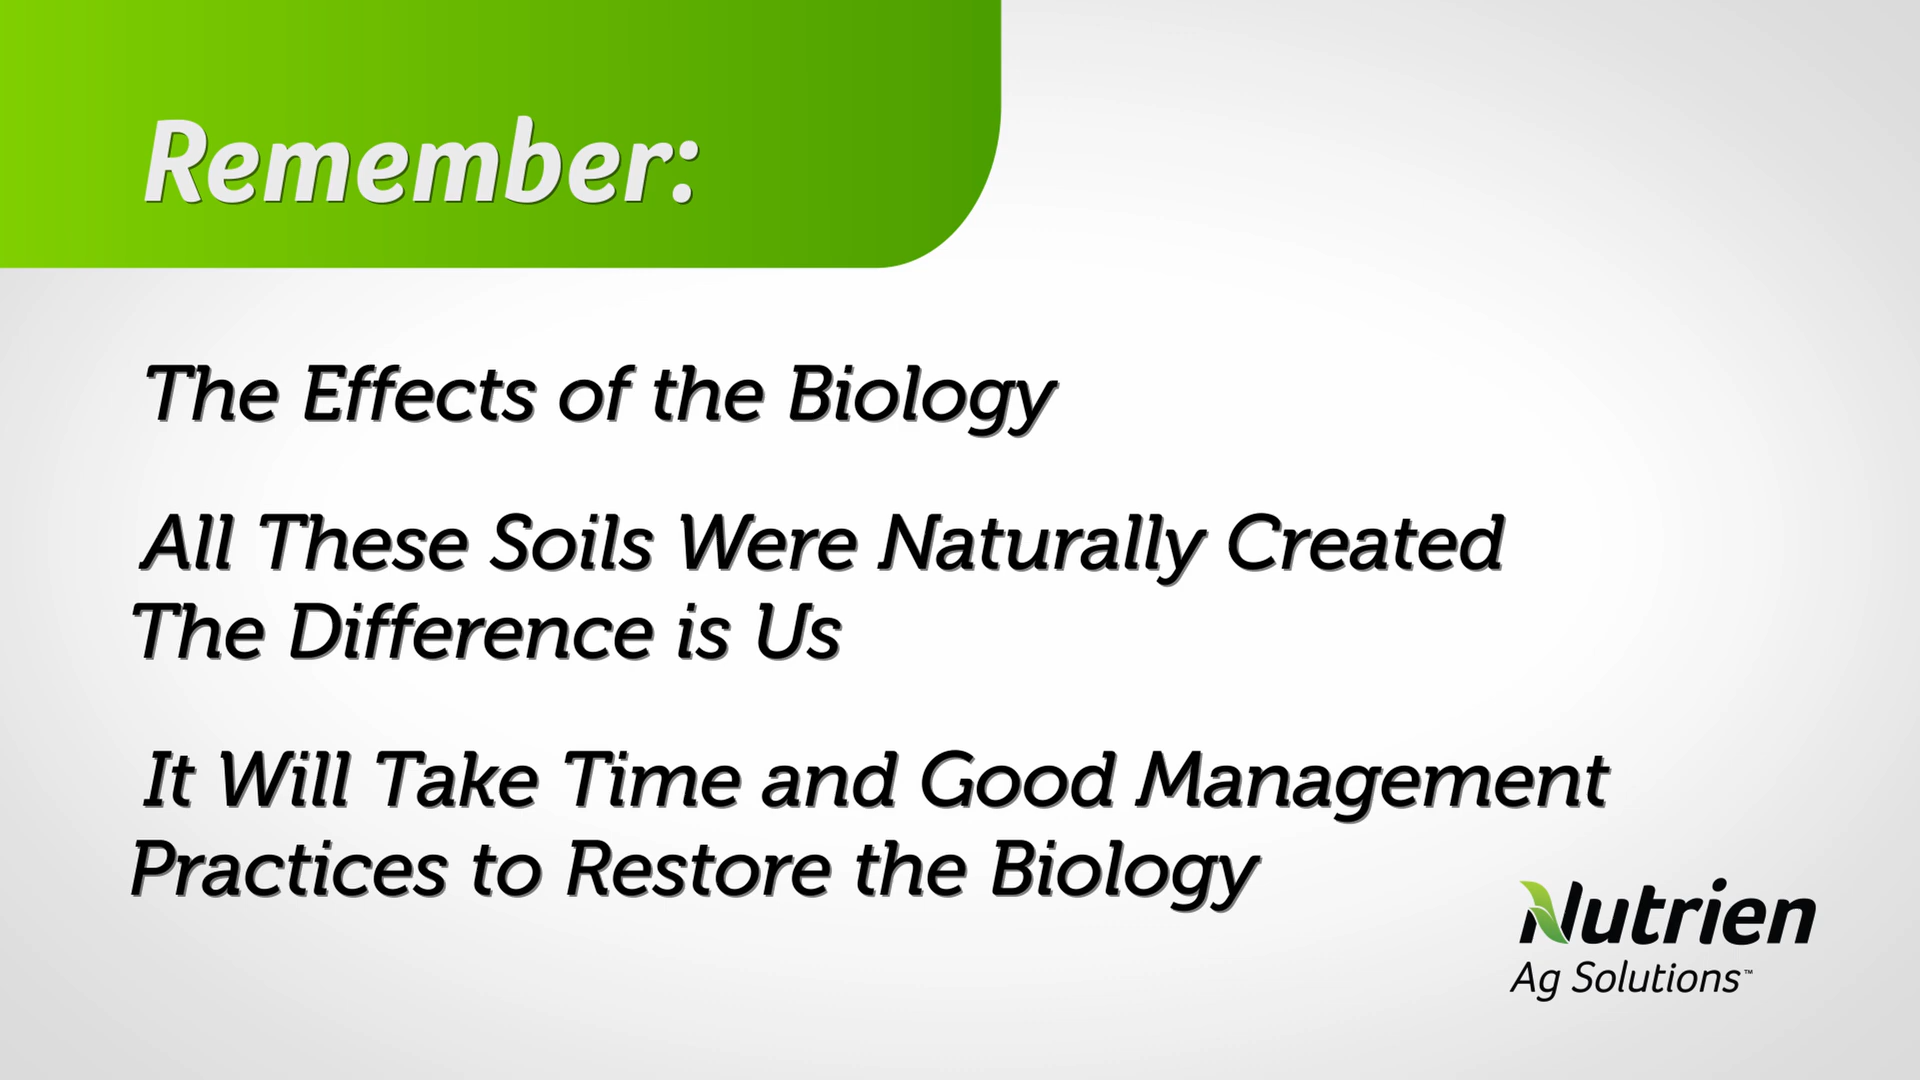 Remember:
The Effects of the Biology
All These Soils Were Naturally Created
The Difference is Us
It Will Take Time and Good Management
Practices to Restore the Biology
Nutrien
Ag Solutions™